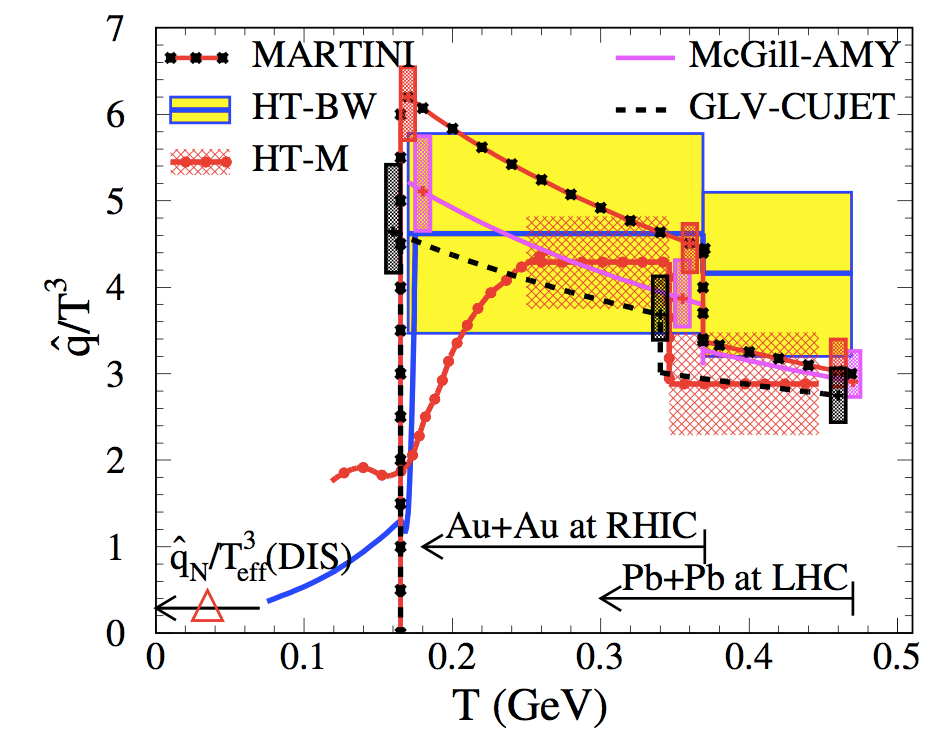 7
6
5
4
3
2
1
0
q̂/T³
MARTINI
HT-BW
HT-M
McGill-AMY
GLV-CUJET
Au+Au at RHIC
Pb+Pb at LHC
q̂_N/T³_eff(DIS)
0 0.1 0.2 0.3 0.4 0.5
T (GeV)